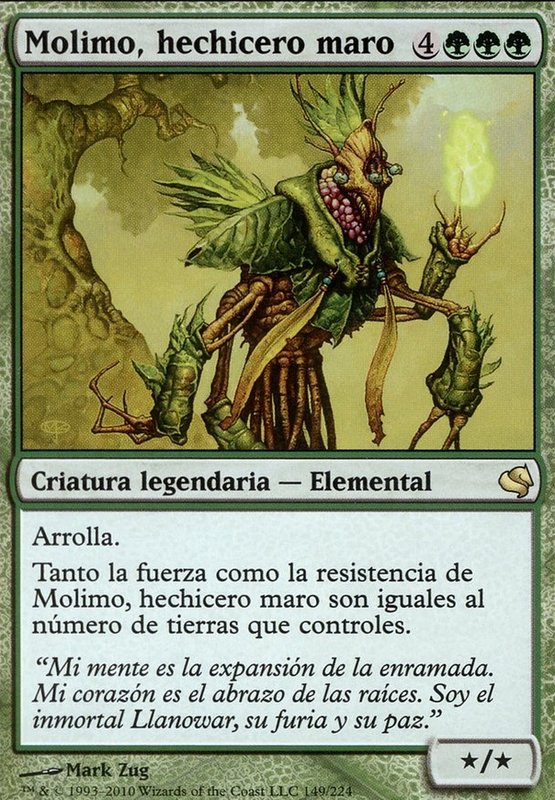 Molimo, hechicero maro 4
Criatura legendaria — Elemental
Arrolla.
Tanto la fuerza como la resistencia de
Molimo, hechicero maro son iguales al
número de tierras que controles.
“Mi mente es la expansión de la enramada.
Mi corazón es el abrazo de las raíces. Soy el
inmortal Llanowar, su furia y su paz.”
★/★
Mark Zug
™ & © 1993–2010 Wizards of the Coast LLC 149/224